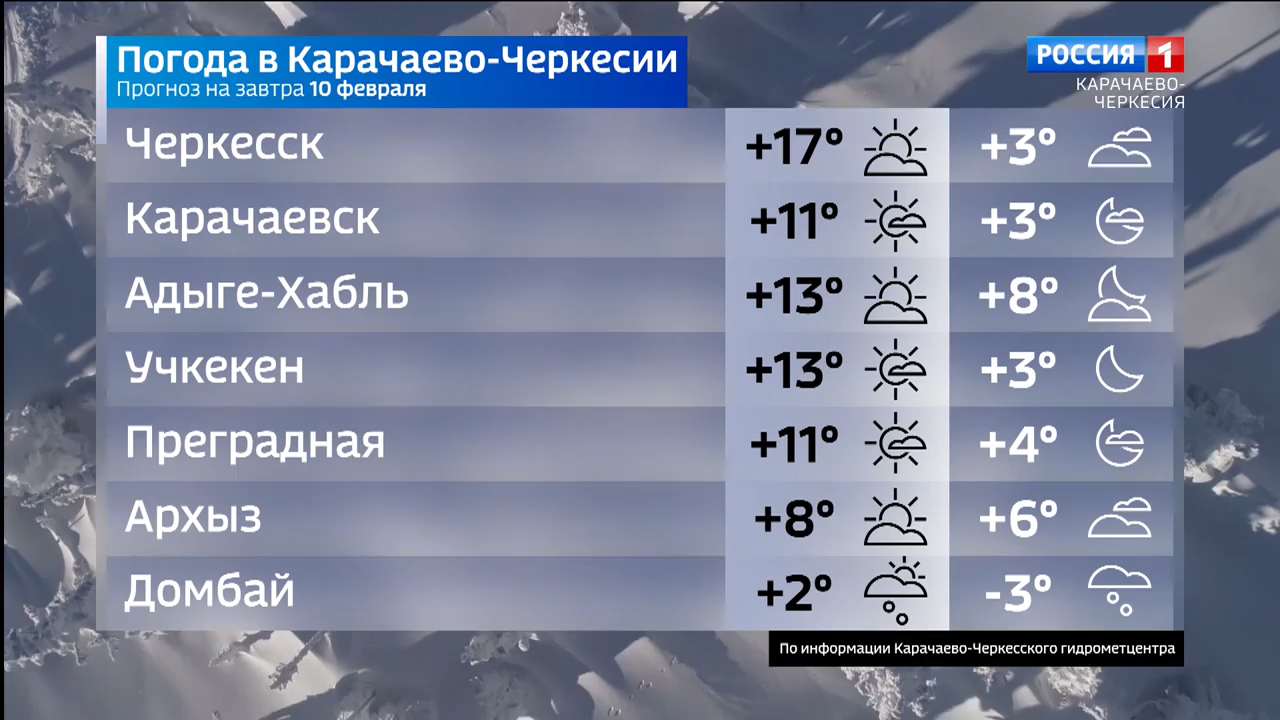 Погода в Карачаево-Черкесии
Прогноз на завтра 10 февраля
РОССИЯ 1
КАРАЧАЕВО-
ЧЕРКЕСИЯ
Черкесск +17° +3°
Карачаевск +11° +3°
Адыге-Хабль +13° +8°
Учкекен +13° +3°
Преградная +11° +4°
Архыз +8° +6°
Домбай +2° -3°
По информации Карачаево-Черкесского гидрометцентра